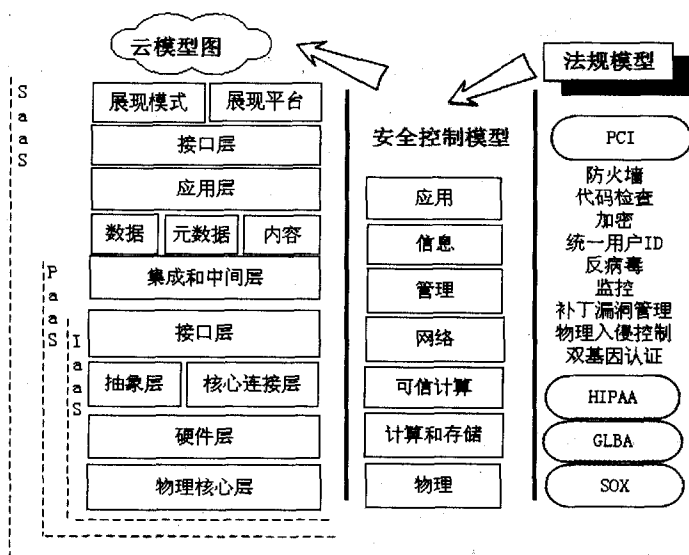 云模型图
法规模型
SaaS
展现模式 展现平台
接口层
应用层
数据 元数据 内容
集成和中间层
PaaS
接口层
IaaS
抽象层 核心连接层
硬件层
物理核心层
安全控制模型
应用
信息
管理
网络
可信计算
计算和存储
物理
PCI
防火墙
代码检查
加密
统一用户ID
反病毒
监控
补丁漏洞管理
物理入侵控制
双基因认证
HIPAA
GLBA
SOX